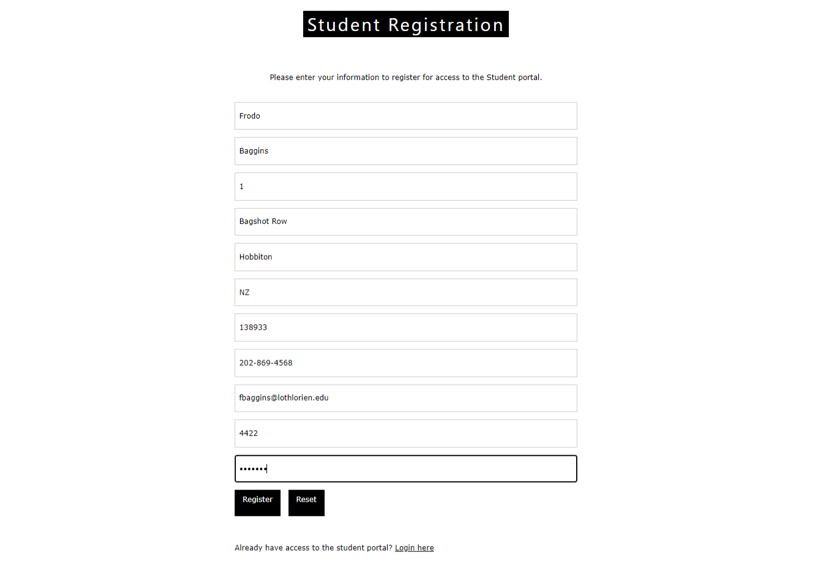 Student Registration
Please enter your information to register for access to the Student portal.
Frodo
Baggins
1
Bagshot Row
Hobbiton
NZ
138933
202-869-4568
fbaggins@lothlorien.edu
4422
•••••••
Register Reset
Already have access to the student portal? Login here